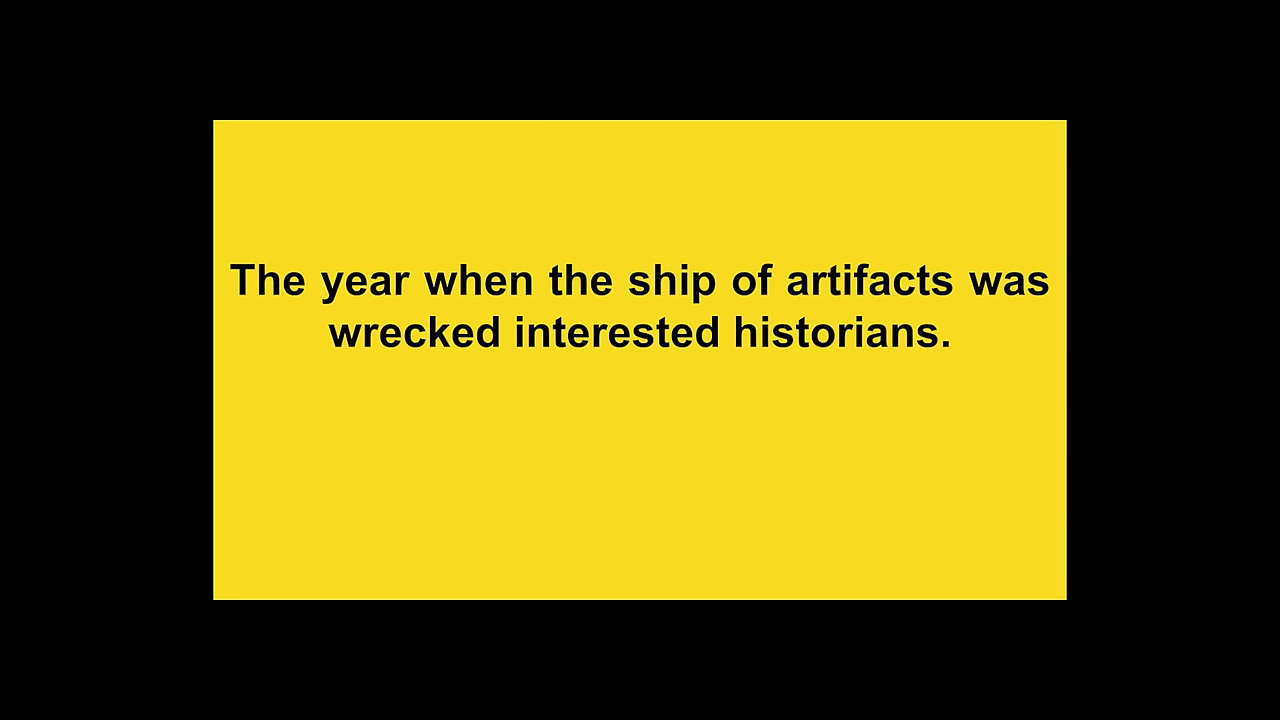 The year when the ship of artifacts was
wrecked interested historians.